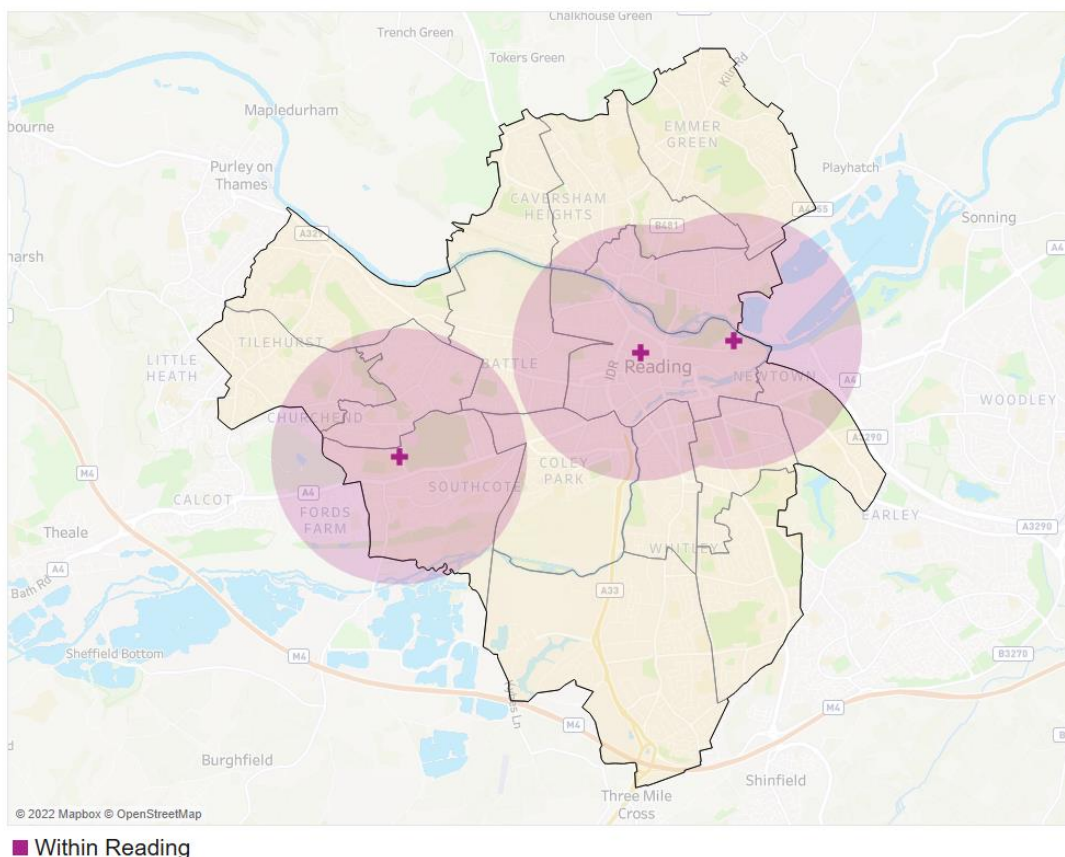 Chalkhouse Green
Trench Green
Tokers Green
Kiln Rd
Mapledurham
bourne
EMMER
GREEN
Playhatch
Purley on
Thames
CAVERSHAM
HEIGHTS
Sonning
B481
A4
TILEHURST
BATTLE
IDR
Reading
NEWTOWN
LITTLE
HEATH
A4
WOODLEY
CHURCHEND
A3290
COLEY
PARK
SOUTHCOTE
A4
CALCOT
FORDS
FARM
EARLEY
A3290
M4
Theale
A4
WHITLEY
Bath Rd
A33
Sheffield Bottom
M4
B3270
M4
M4
Burghfield
Shinfield
Three Mile
Cross
© 2022 Mapbox © OpenStreetMap
Within Reading